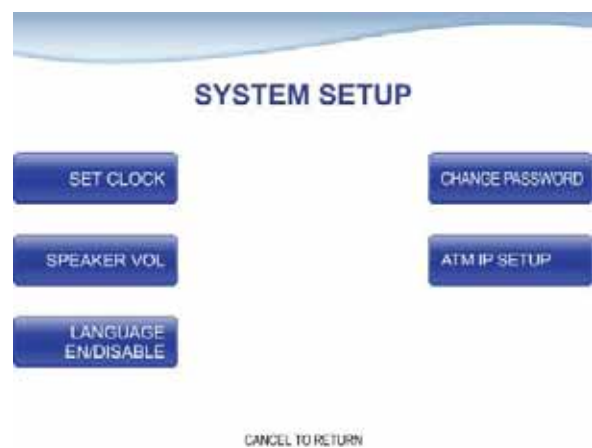 SYSTEM SETUP
SET CLOCK
CHANGE PASSWORD
SPEAKER VOL
ATM IP SETUP
LANGUAGE
EN/DISABLE
CANCEL TO RETURN